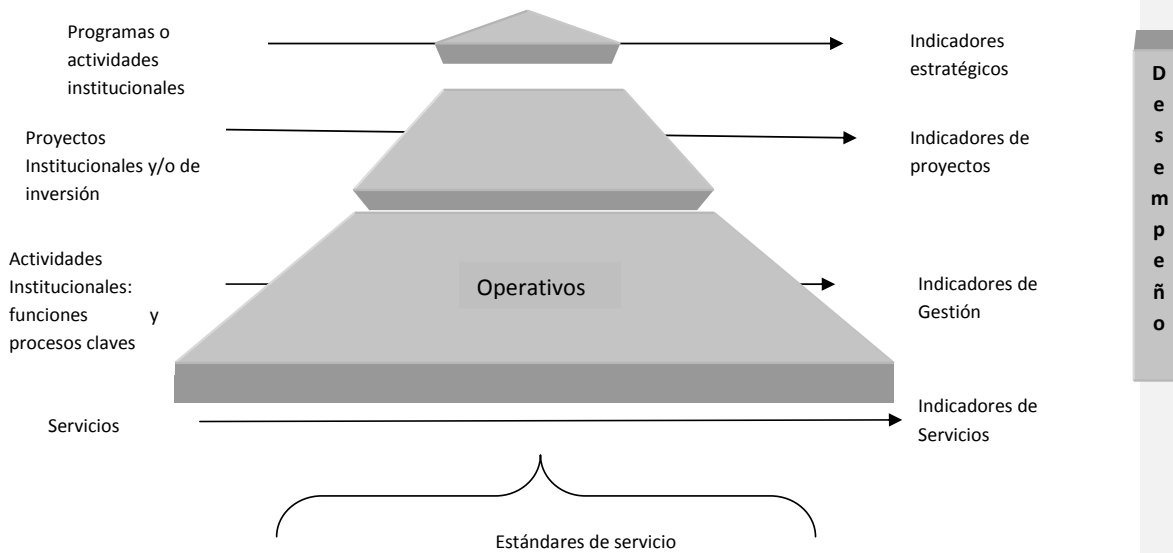 Programas o
actividades
institucionales
Indicadores
estratégicos
Proyectos
Institucionales y/o de
inversión
Indicadores de
proyectos
Actividades
Institucionales:
funciones y
procesos claves
Operativos
Indicadores de
Gestión
Servicios
Indicadores de
Servicios
Estándares de servicio
D
e
s
e
m
p
e
ñ
o